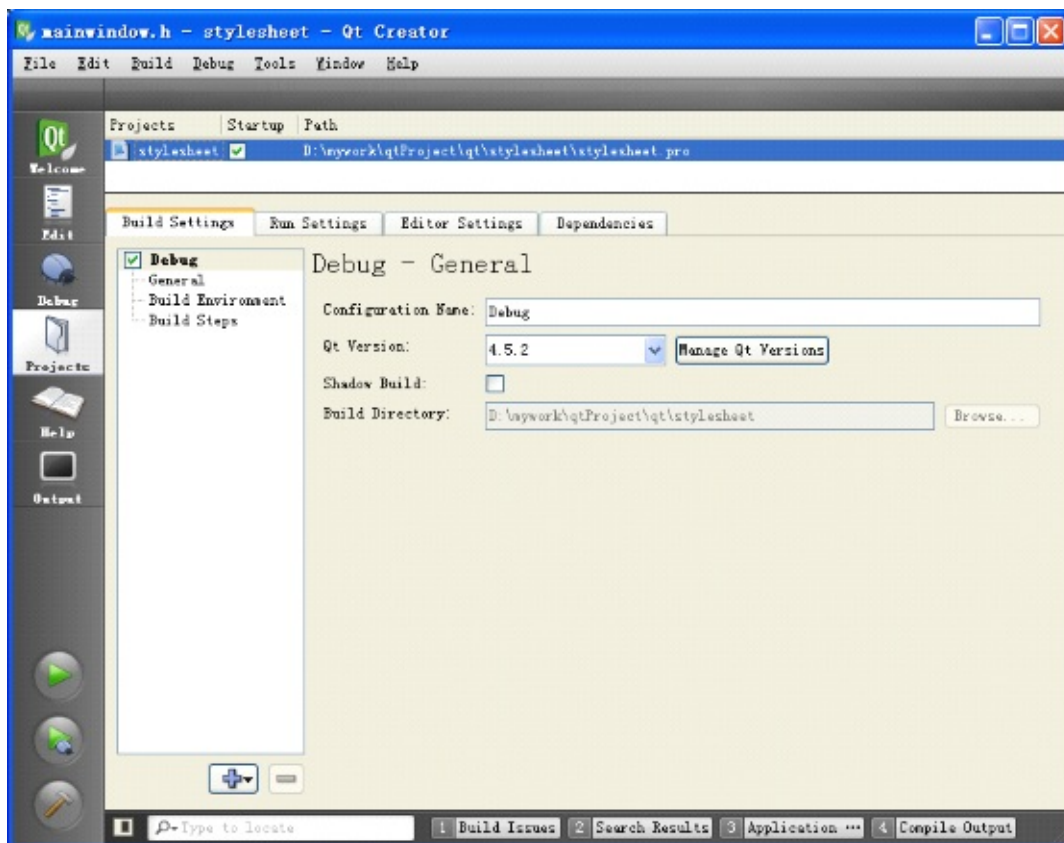 mainwindow.h - stylesheet - Qt Creator
File Edit Build Debug Tools Window Help
Projects Startup Path
stylesheet D:\mywork\qtProject\qt\stylesheet\stylesheet.pro
Qt
Welcome
Edit
Debug
Projects
Help
Output
Build Settings Run Settings Editor Settings Dependencies
Debug
General
Build Environment
Build Steps
Debug - General
Configuration Name: Debug
Qt Version: 4.5.2 Manage Qt Versions
Shadow Build:
Build Directory: D:\mywork\qtProject\qt\stylesheet Browse...
Type to locate 1 Build Issues 2 Search Results 3 Application ... 4 Compile Output